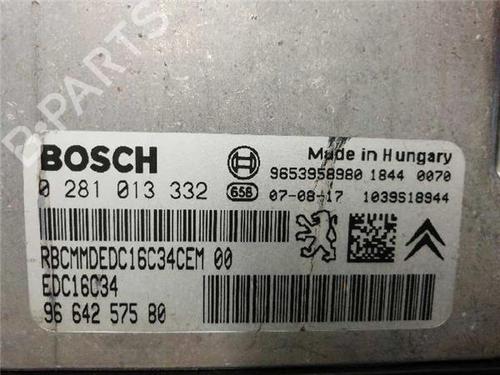 BOSCH
Made in Hungary
9653958980 1844 0070
0 281 013 332
658
07-08-17 1039S18944
RBCMMDEDC16C34CEM 00
EDC16C34
96 642 575 80
B-PARTS